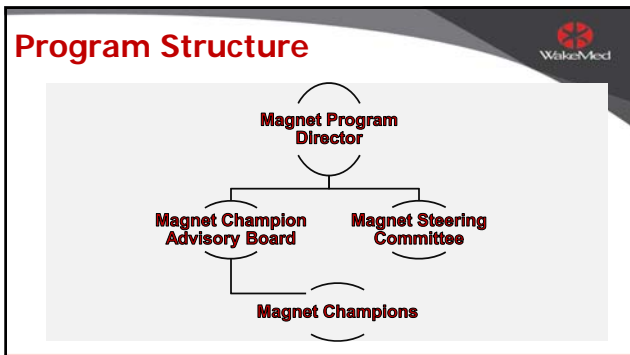 Program Structure
WakeMed
Magnet Program
Director
Magnet Champion
Advisory Board
Magnet Steering
Committee
Magnet Champions